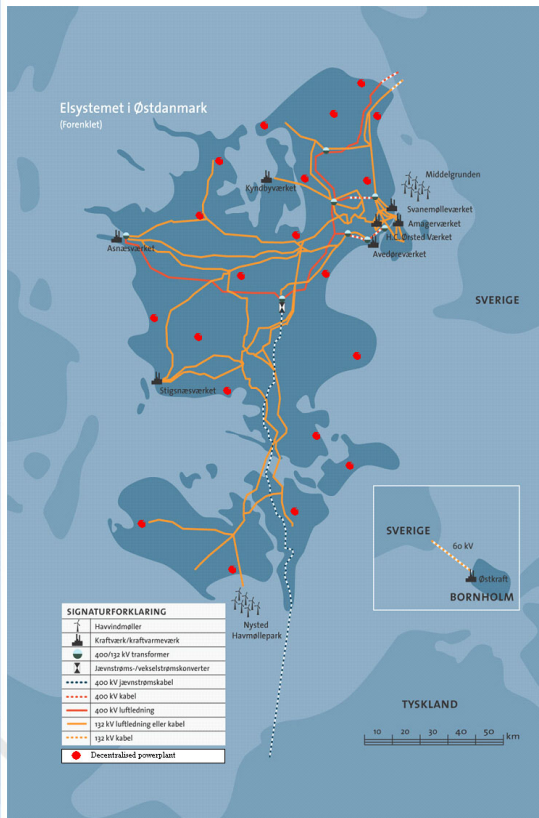 Elsystemet i Østdanmark
(Forenklet)
Middelgrunden
Kyndbyværket
Svanemølleværket
Amagerværket
H.C. Ørsted Værket
Asnæsværket
Avedøreværket
SVERIGE
Stigsnæsværket
SVERIGE
60 kV
Østkraft
BORNHOLM
Nysted
Havmøllepark
SIGNATURFORKLARING
Havvindmøller
Kraftværk/kraftvarmeværk
400/132 kV transformer
Jævnstrøms-/vekselstrømskonverter
400 kV jævnstrømskabel
400 kV kabel
400 kV luftledning
132 kV luftledning eller kabel
132 kV kabel
Decentralised powerplant
TYSKLAND
10 20 30 40 50 km